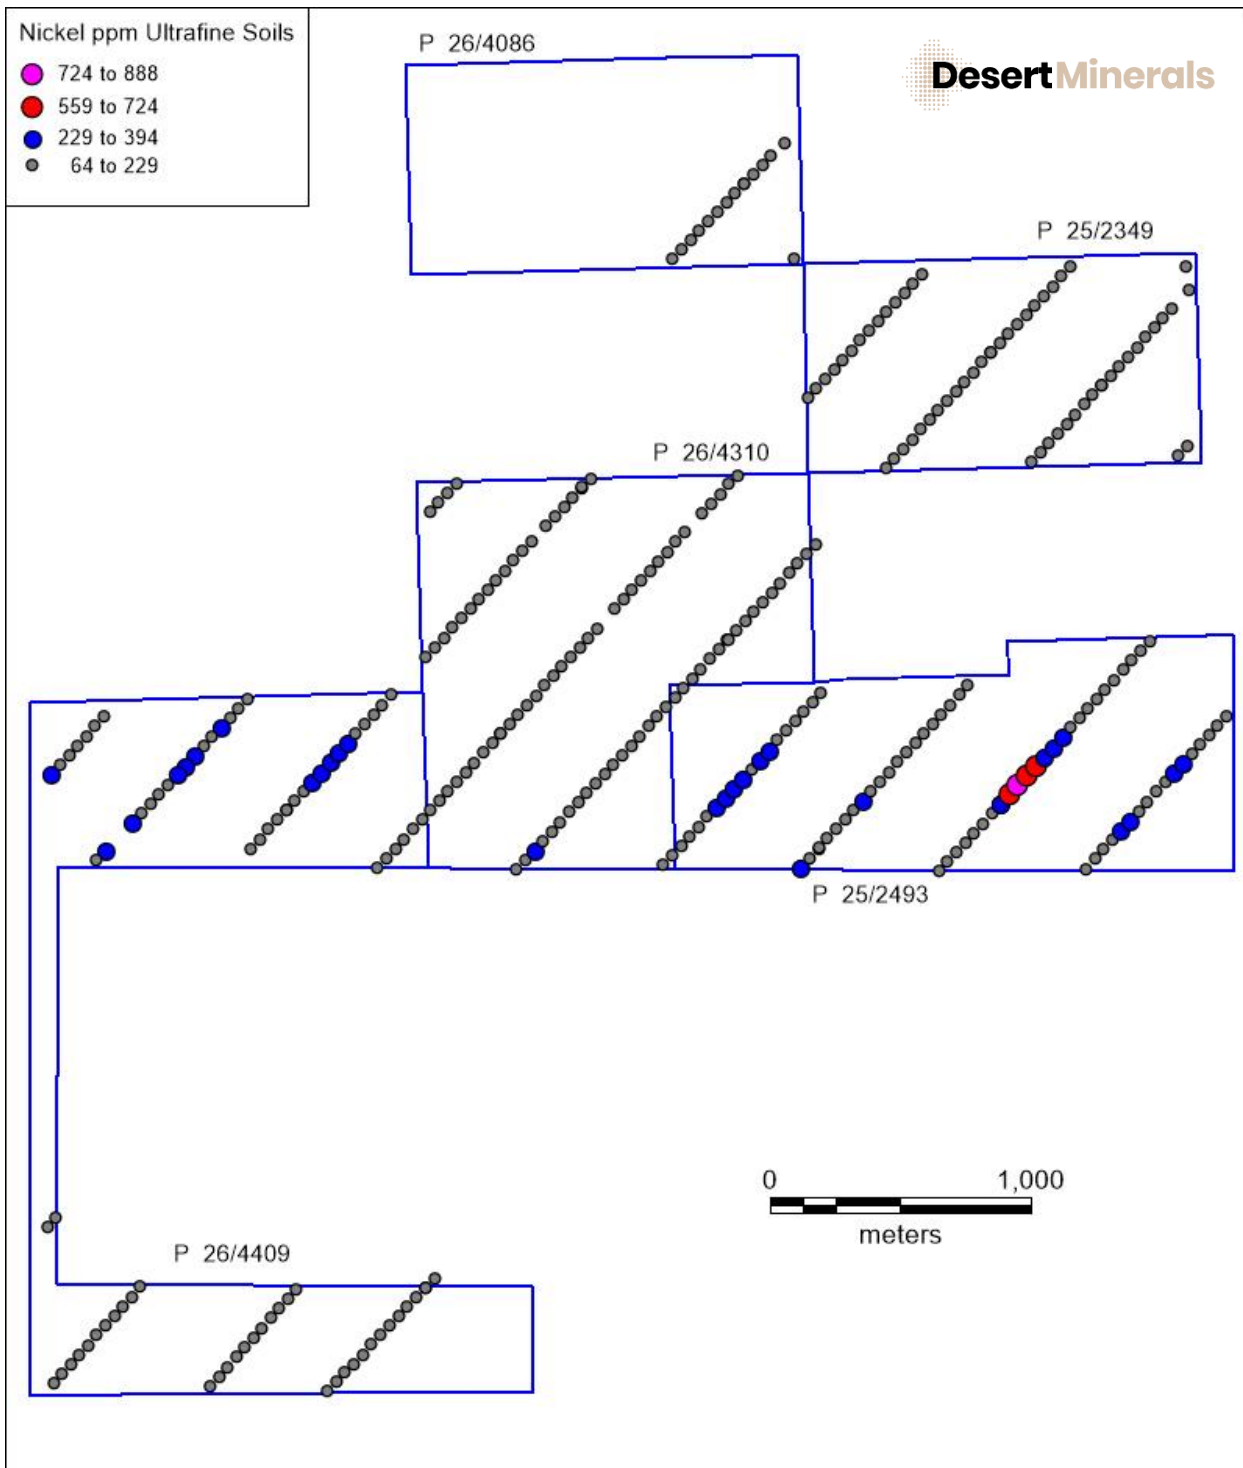 Nickel ppm Ultrafine Soils
724 to 888
559 to 724
229 to 394
64 to 229
P 26/4086
DesertMinerals
P 25/2349
P 26/4310
P 25/2493
0 1,000
meters
P 26/4409